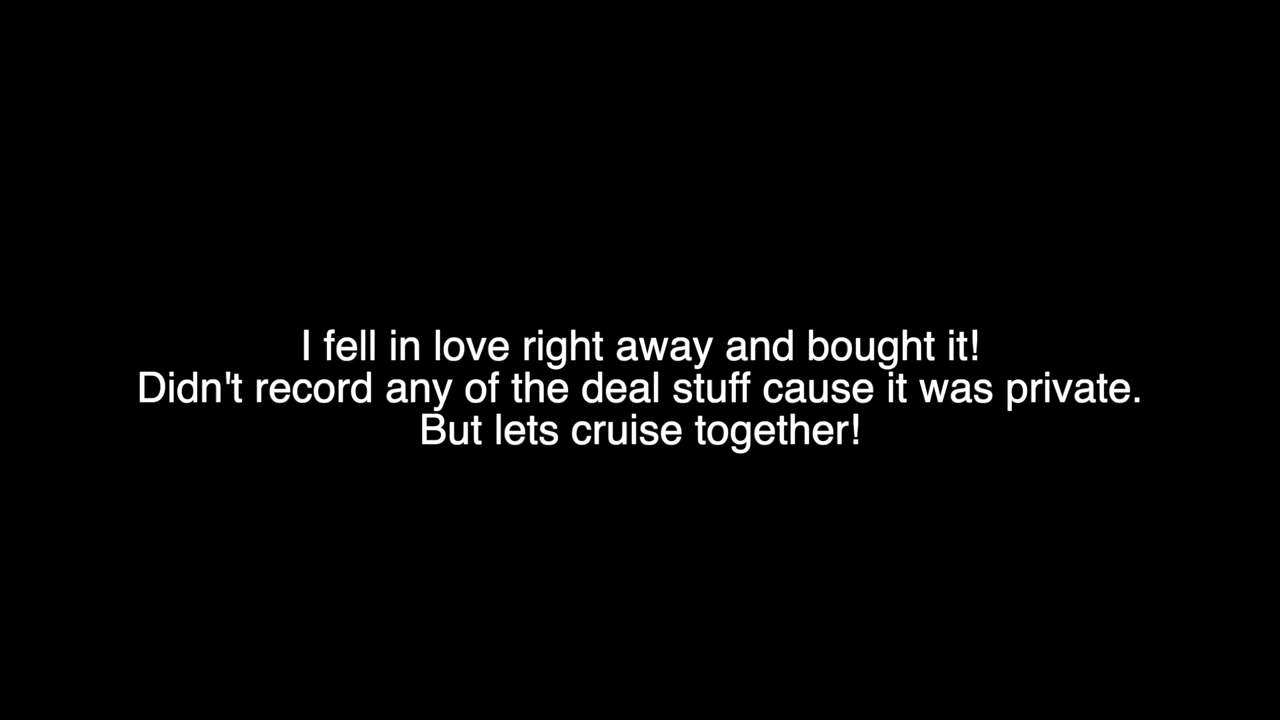 I fell in love right away and bought it!
Didn't record any of the deal stuff cause it was private.
But lets cruise together!